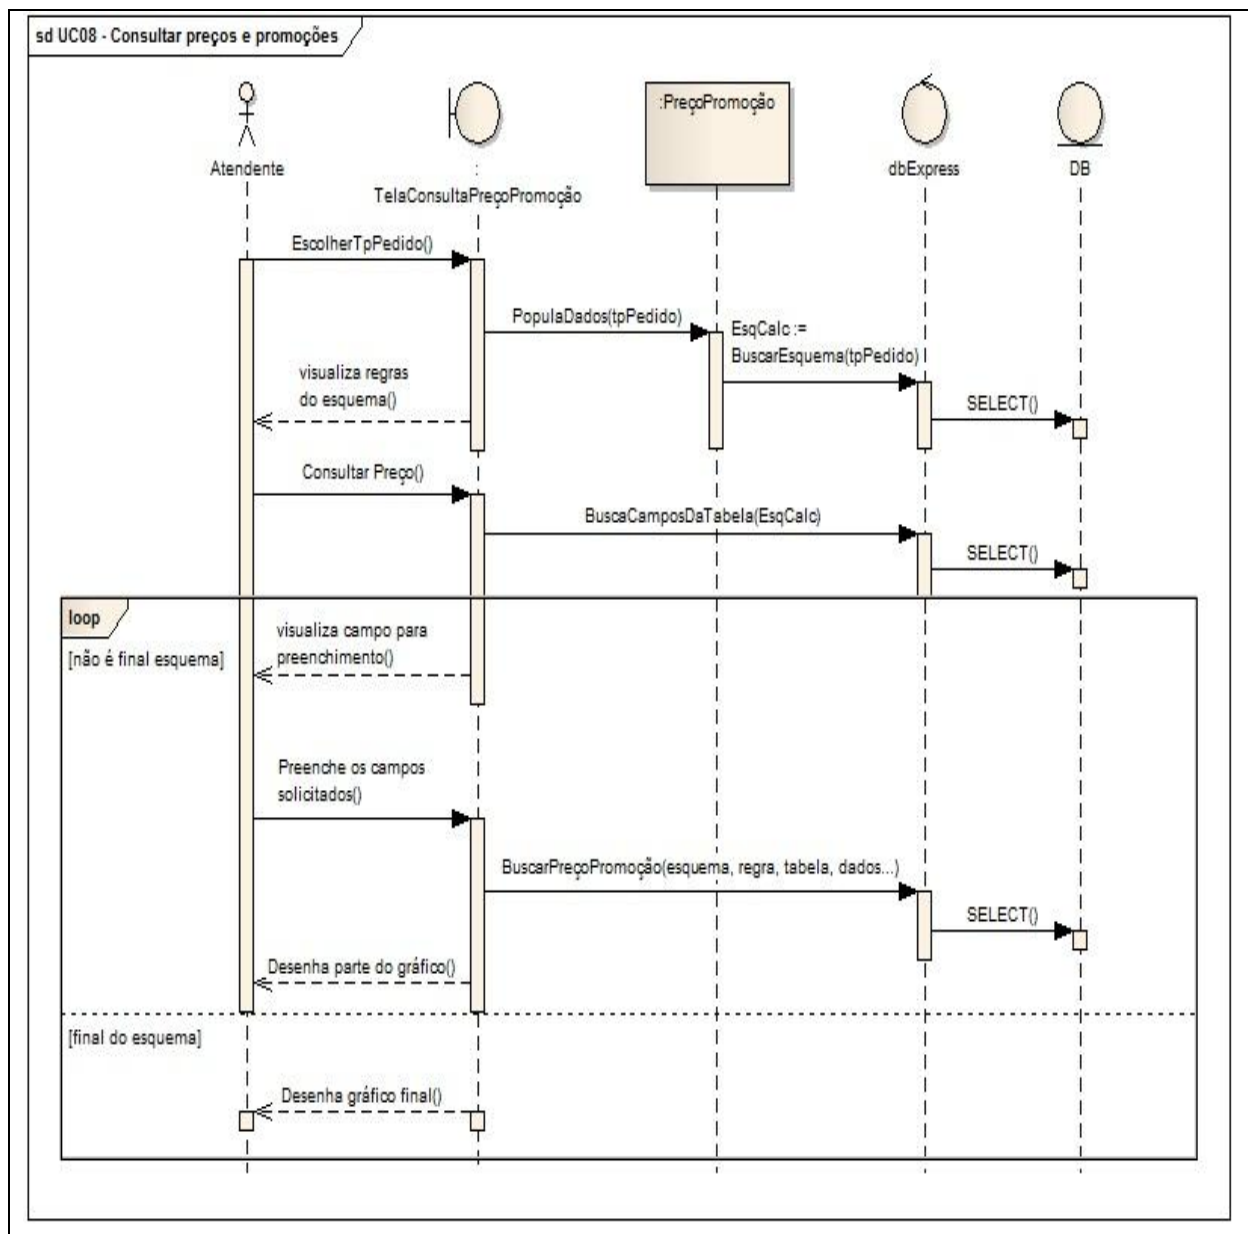 sd UC08 - Consultar preços e promoções
:PreçoPromoção
Atendente
:
TelaConsultaPreçoPromoção
dbExpress
DB
EscolherTpPedido()
PopulaDados(tpPedido)
EsqCalc :=
BuscarEsquema(tpPedido)
visualiza regras
do esquema()
SELECT()
Consultar Preço()
BuscaCamposDaTabela(EsqCalc)
SELECT()
loop
[não é final esquema]
visualiza campo para
preenchimento()
Preenche os campos
solicitados()
BuscarPreçoPromoção(esquema, regra, tabela, dados...)
SELECT()
Desenha parte do gráfico()
[final do esquema]
Desenha gráfico final()